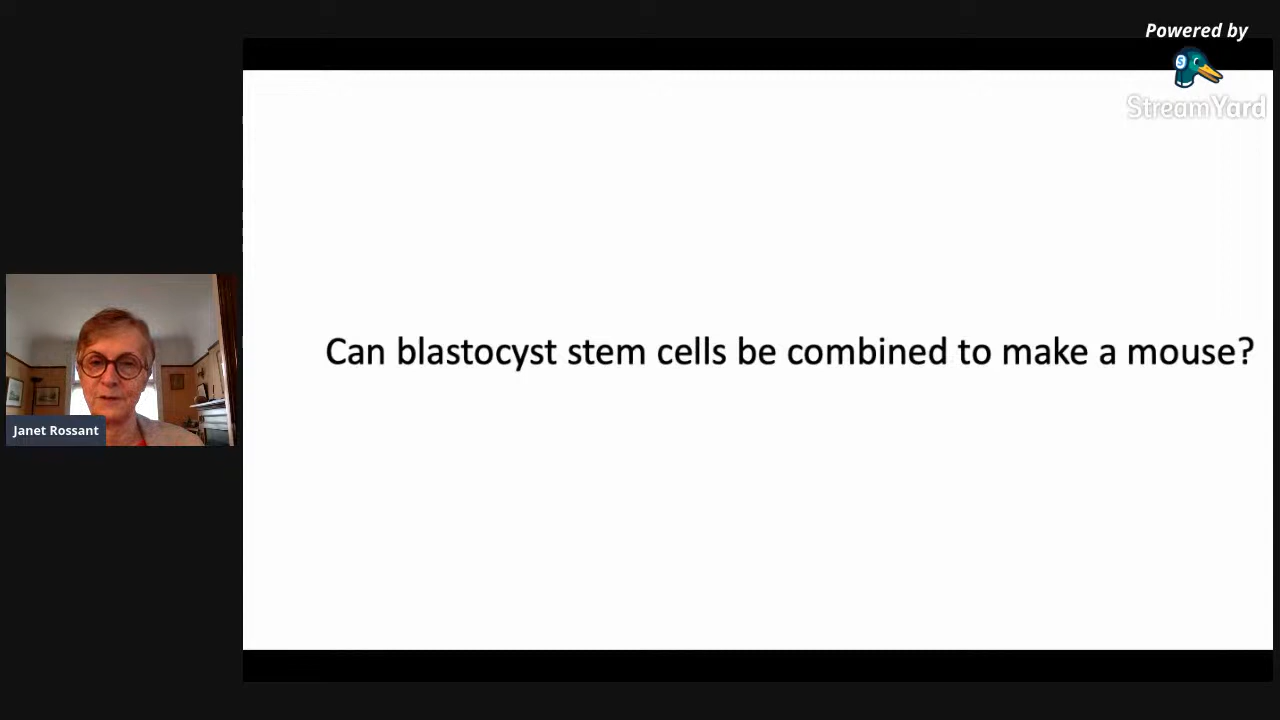 Powered by
StreamYard
Can blastocyst stem cells be combined to make a mouse?
Janet Rossant